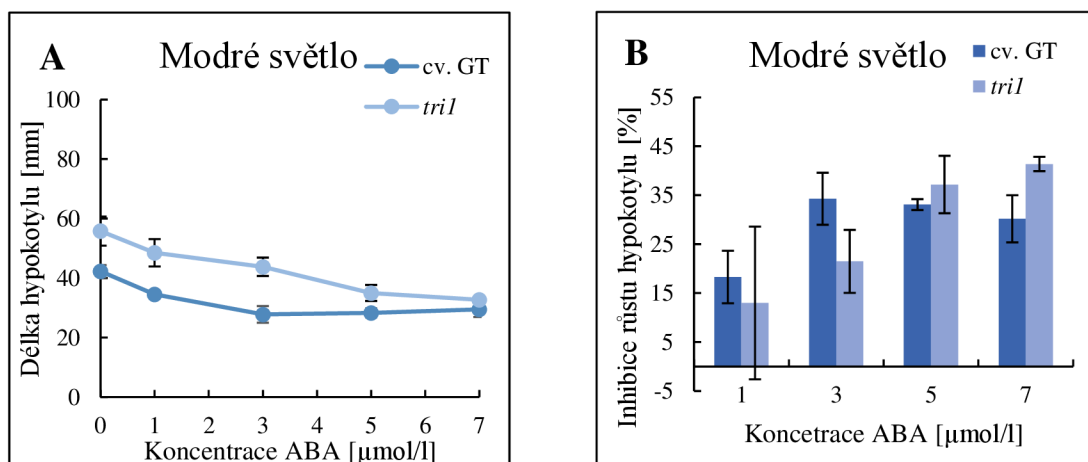 A
Modré světlo
cv. GT
tri1
Délka hypokotylu [mm]
100
80
60
40
20
0
0 1 2 3 4 5 6 7
Koncentrace ABA [µmol/l]
B
Modré světlo
cv. GT
tri1
Inhibice růstu hypokotylu [%]
55
45
35
25
15
5
-5
1 3 5 7
Koncetrace ABA [µmol/l]